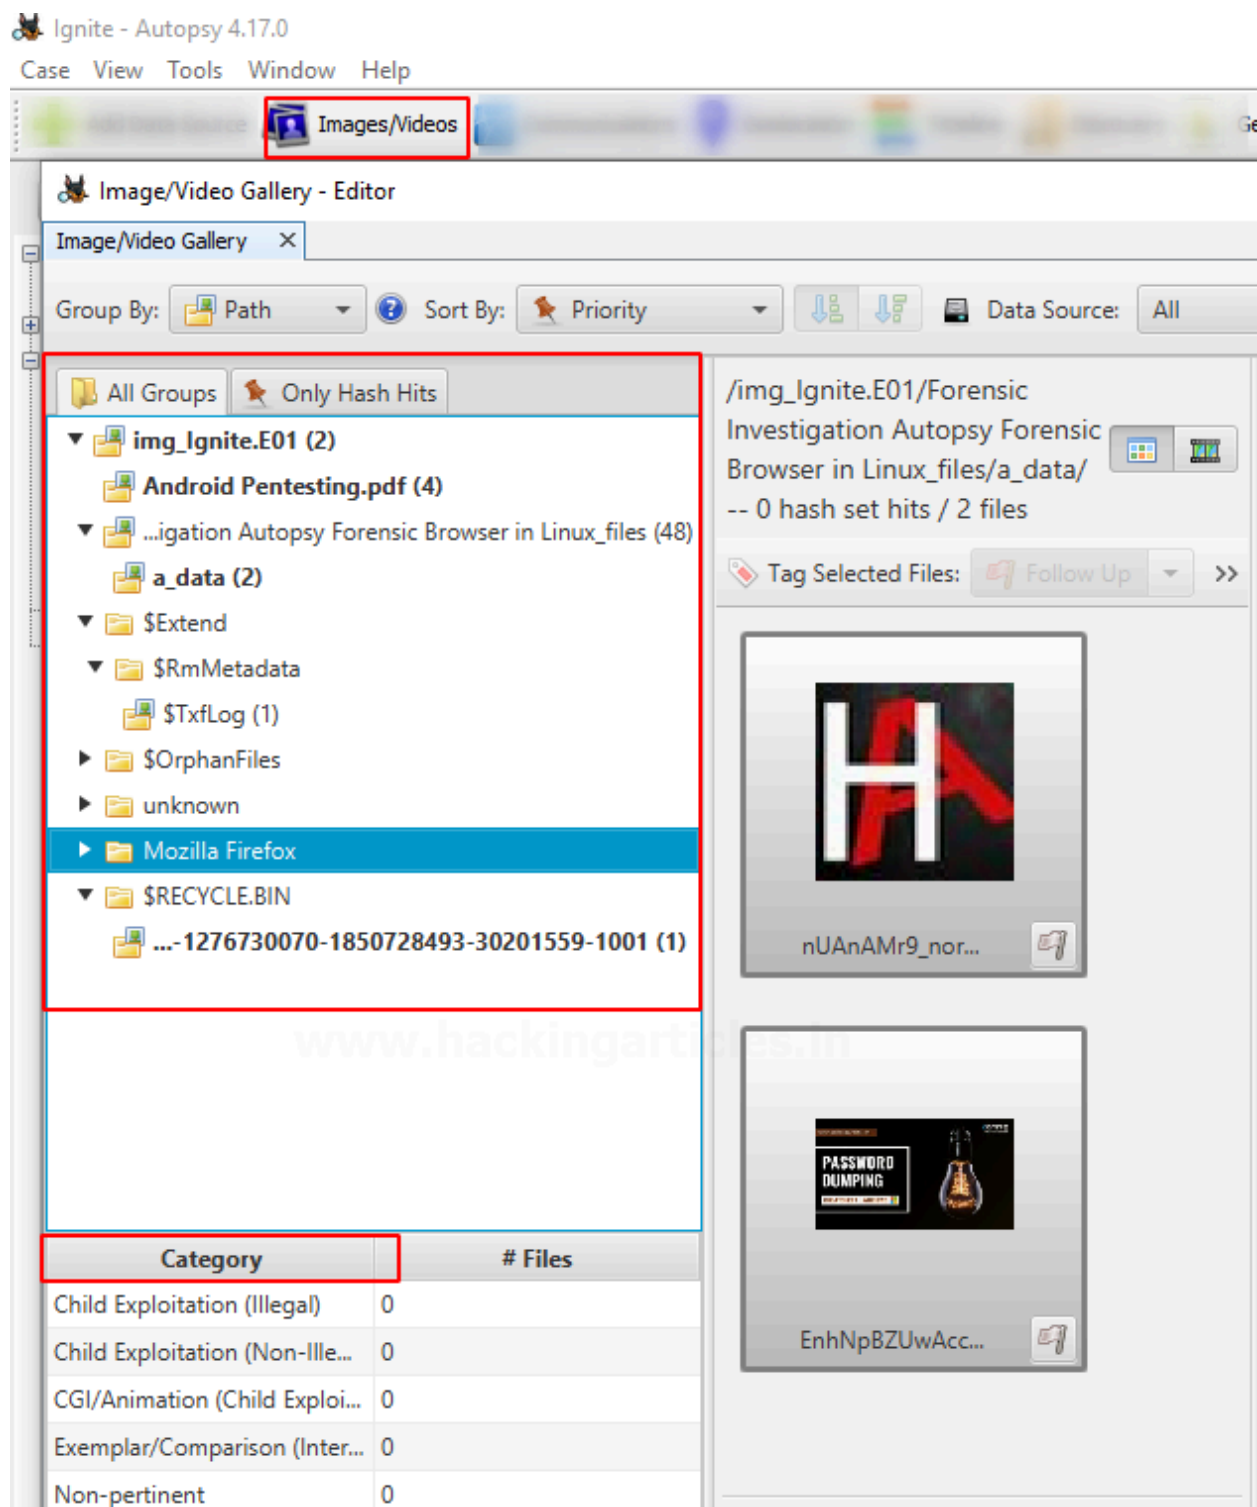 Ignite - Autopsy 4.17.0
Case View Tools Window Help
Images/Videos
Ge
Image/Video Gallery - Editor
Image/Video Gallery
Group By: Path Sort By: Priority Data Source: All
All Groups Only Hash Hits
img_Ignite.E01 (2)
Android Pentesting.pdf (4)
...igation Autopsy Forensic Browser in Linux_files (48)
a_data (2)
$Extend
$RmMetadata
$TxfLog (1)
$OrphanFiles
unknown
Mozilla Firefox
$RECYCLE.BIN
...-1276730070-1850728493-30201559-1001 (1)
/img_Ignite.E01/Forensic
Investigation Autopsy Forensic
Browser in Linux_files/a_data/
-- 0 hash set hits / 2 files
Tag Selected Files: Follow Up
HA
nUAnAMr9_nor...
www.hackingarticles.in
PASSWORD
DUMPING
EnhNpBZUwAcc...
Category # Files
Child Exploitation (Illegal) 0
Child Exploitation (Non-Ille... 0
CGI/Animation (Child Exploi... 0
Exemplar/Comparison (Inter... 0
Non-pertinent 0